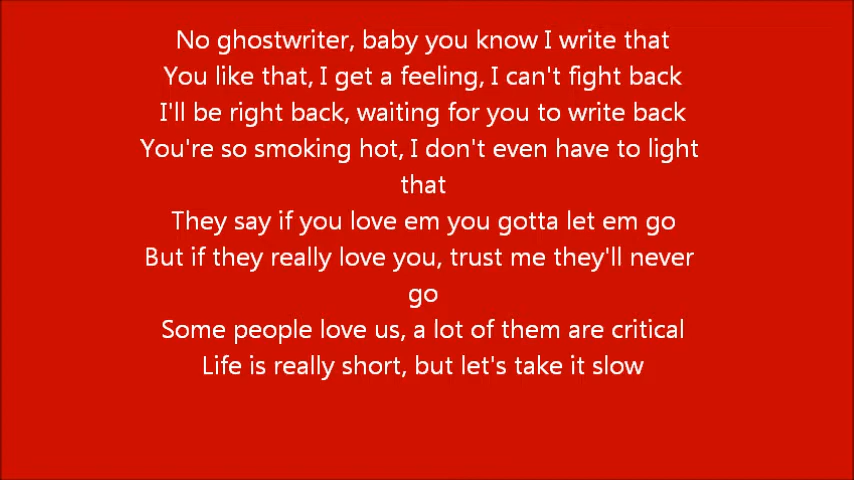 No ghostwriter, baby you know I write that
You like that, I get a feeling, I can't fight back
I'll be right back, waiting for you to write back
You're so smoking hot, I don't even have to light
that
They say if you love em you gotta let em go
But if they really love you, trust me they'll never
go
Some people love us, a lot of them are critical
Life is really short, but let's take it slow